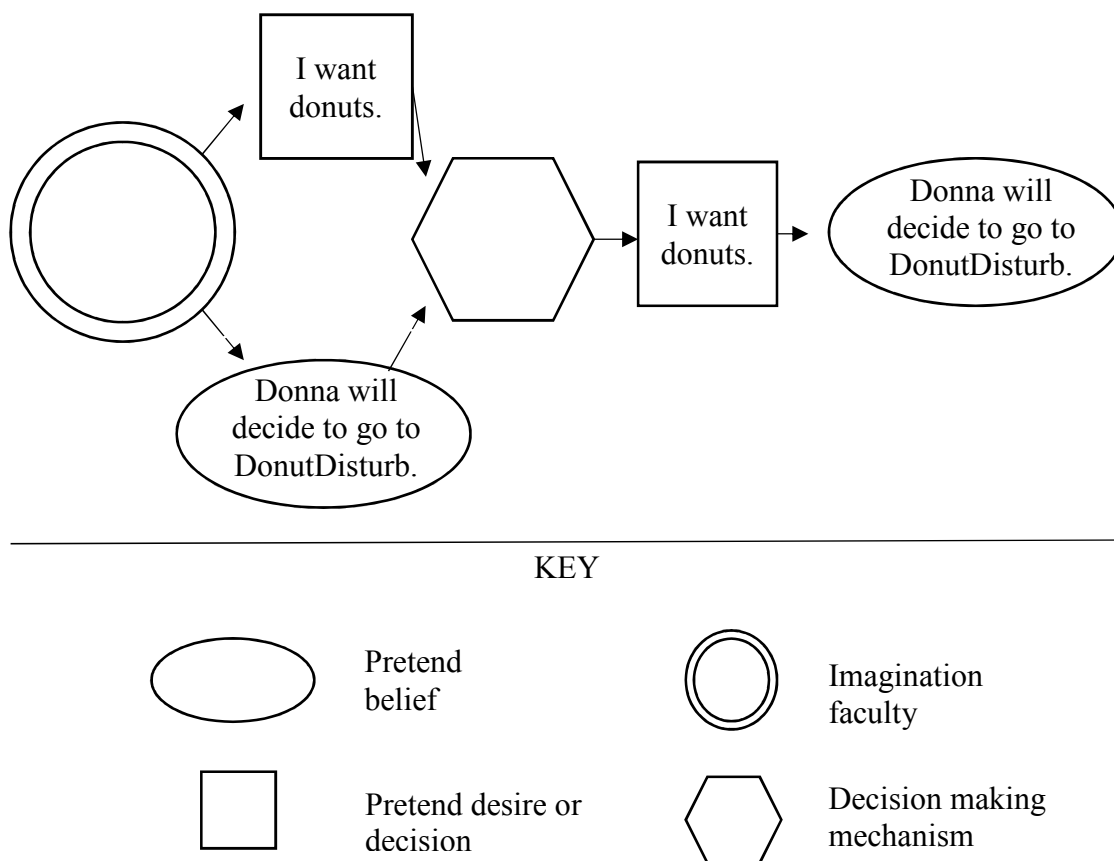 I want
donuts.
Donna will
decide to go to
DonutDisturb.
I want
donuts.
Donna will
decide to go to
DonutDisturb.
KEY
Pretend
belief
Imagination
faculty
Pretend desire or
decision
Decision making
mechanism